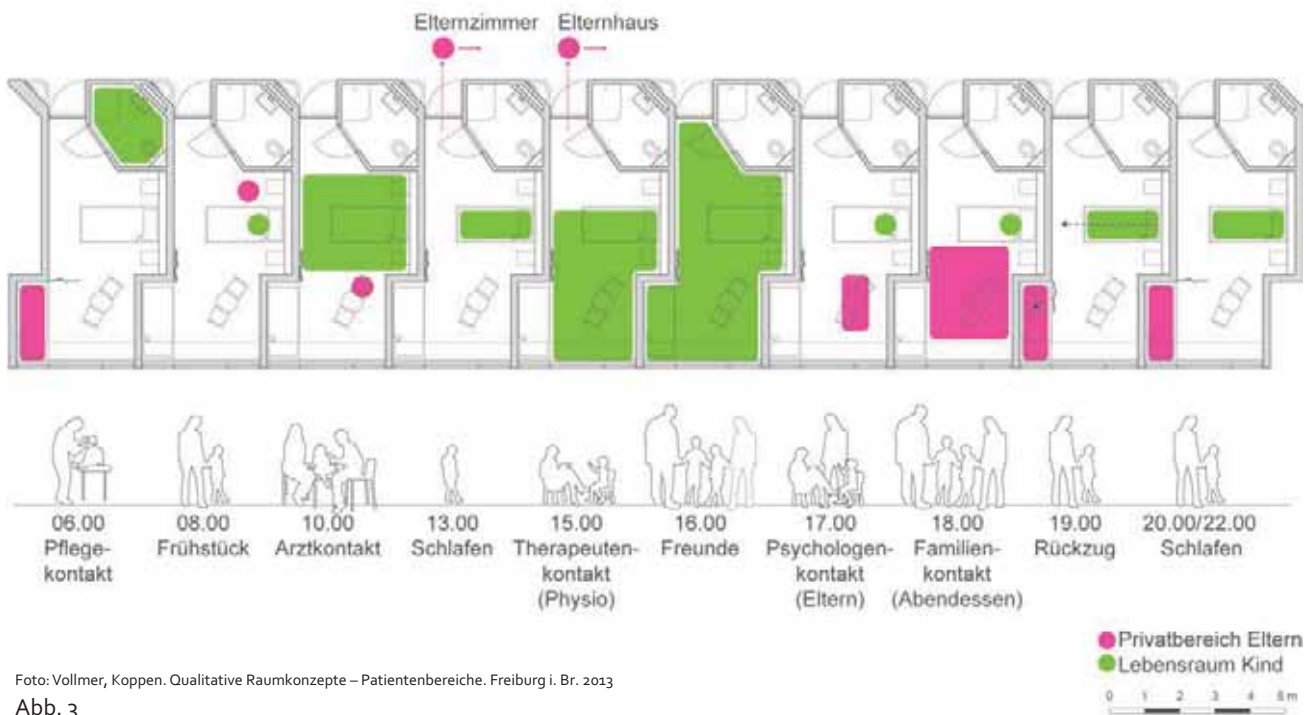 Elternzimmer Elternhaus
06.00 08.00 10.00 13.00 15.00 16.00 17.00 18.00 19.00 20.00/22.00
Pflege- Frühstück Arztkontakt Schlafen Therapeuten- Freunde Psychologen- Familien- Rückzug Schlafen
kontakt kontakt kontakt kontakt
(Physio) (Eltern) (Abendessen)
Privatbereich Eltern
Lebensraum Kind
0 1 2 3 4 5 m
Foto: Vollmer, Koppen. Qualitative Raumkonzepte – Patientenbereiche. Freiburg i. Br. 2013
Abb. 3